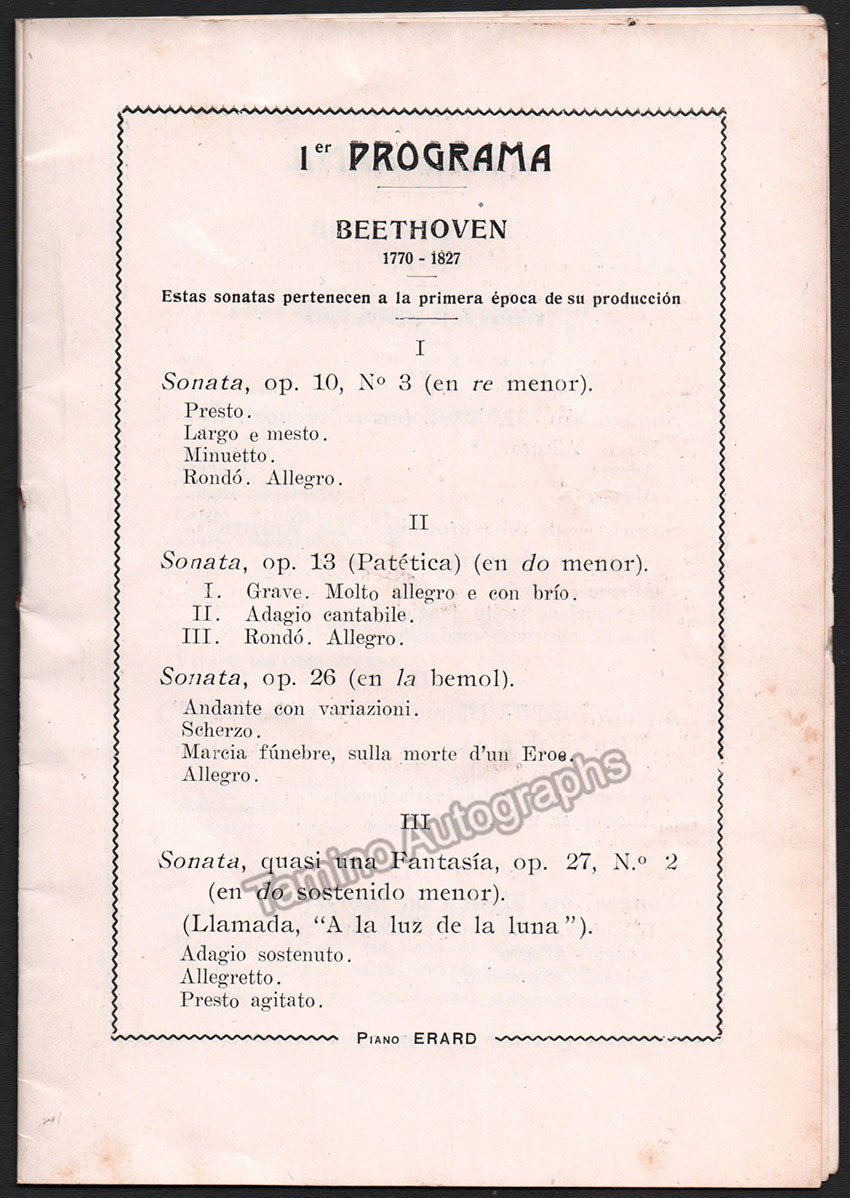 1er PROGRAMA
BEETHOVEN
1770 - 1827
Estas sonatas pertenecen a la primera época de su producción
I
Sonata, op. 10, Nº 3 (en re menor).
Presto.
Largo e mesto.
Minuetto.
Rondó. Allegro.
II
Sonata, op. 13 (Patética) (en do menor).
I. Grave. Molto allegro e con brío.
II. Adagio cantabile.
III. Rondó. Allegro.
Sonata, op. 26 (en la bemol).
Andante con variazioni.
Scherzo.
Marcia fúnebre, sulla morte d'un Eroe.
Allegro.
III
Sonata, quasi una Fantasía, op. 27, N.º 2
(en do sostenido menor).
(Llamada, “A la luz de la luna”).
Adagio sostenuto.
Allegretto.
Presto agitato.
Piano ERARD
Tamino Autographs